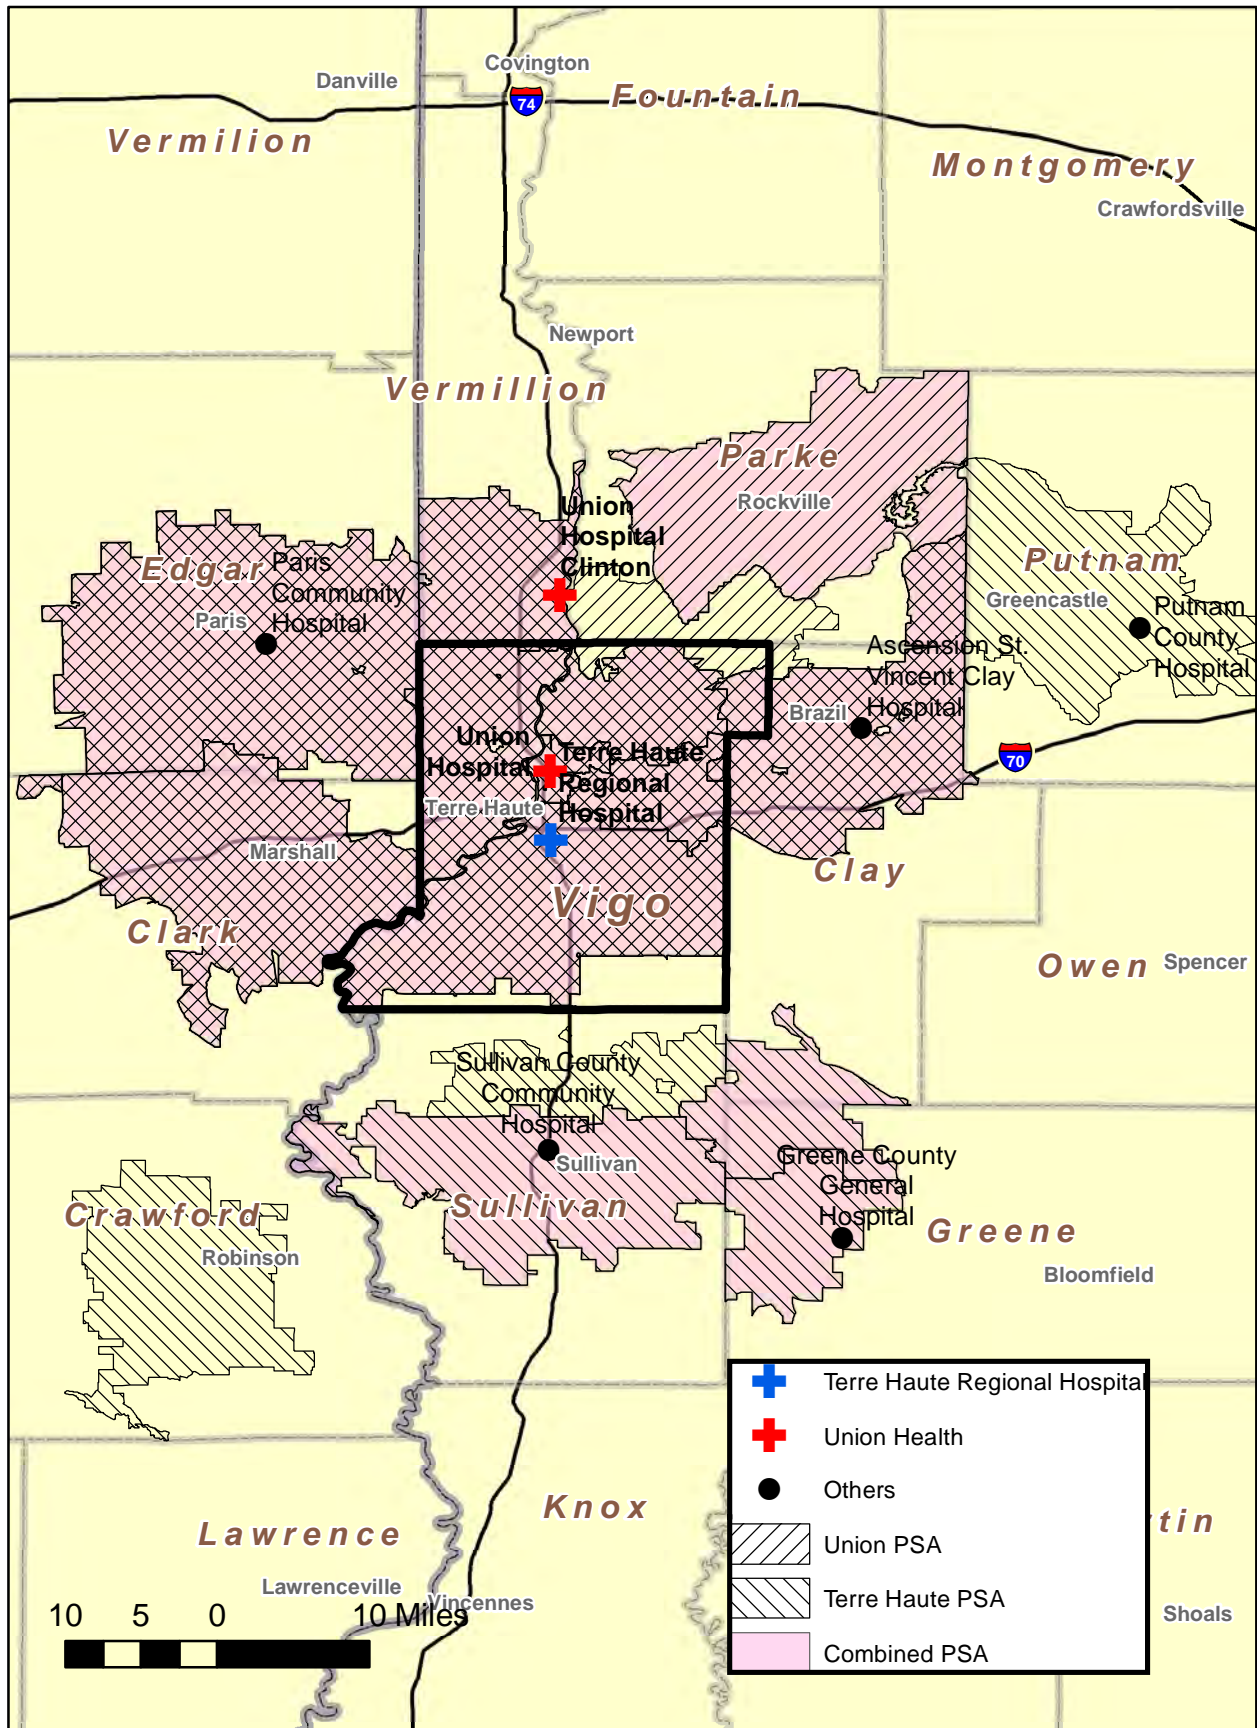 Covington
Danville
74
Fountain
Vermilion
Montgomery
Crawfordsville
Newport
Vermillion
Parke
Rockville
Union
Hospital
Clinton
Edgar
Paris
Community
Hospital
Paris
Putnam
Greencastle
Putnam
County
Hospital
Ascension St.
Vincent Clay
Hospital
Brazil
Union
Hospital
Terre Haute
Regional
Hospital
70
Terre Haute
Marshall
Clay
Vigo
Clark
Owen
Spencer
Sullivan County
Community
Hospital
Sullivan
Greene County
General
Hospital
Sullivan
Crawford
Robinson
Greene
Bloomfield
Terre Haute Regional Hospital
Union Health
Others
Union PSA
Terre Haute PSA
Combined PSA
Knox
tin
Lawrence
Lawrenceville
Vincennes
Shoals
10 5 0 10 Miles